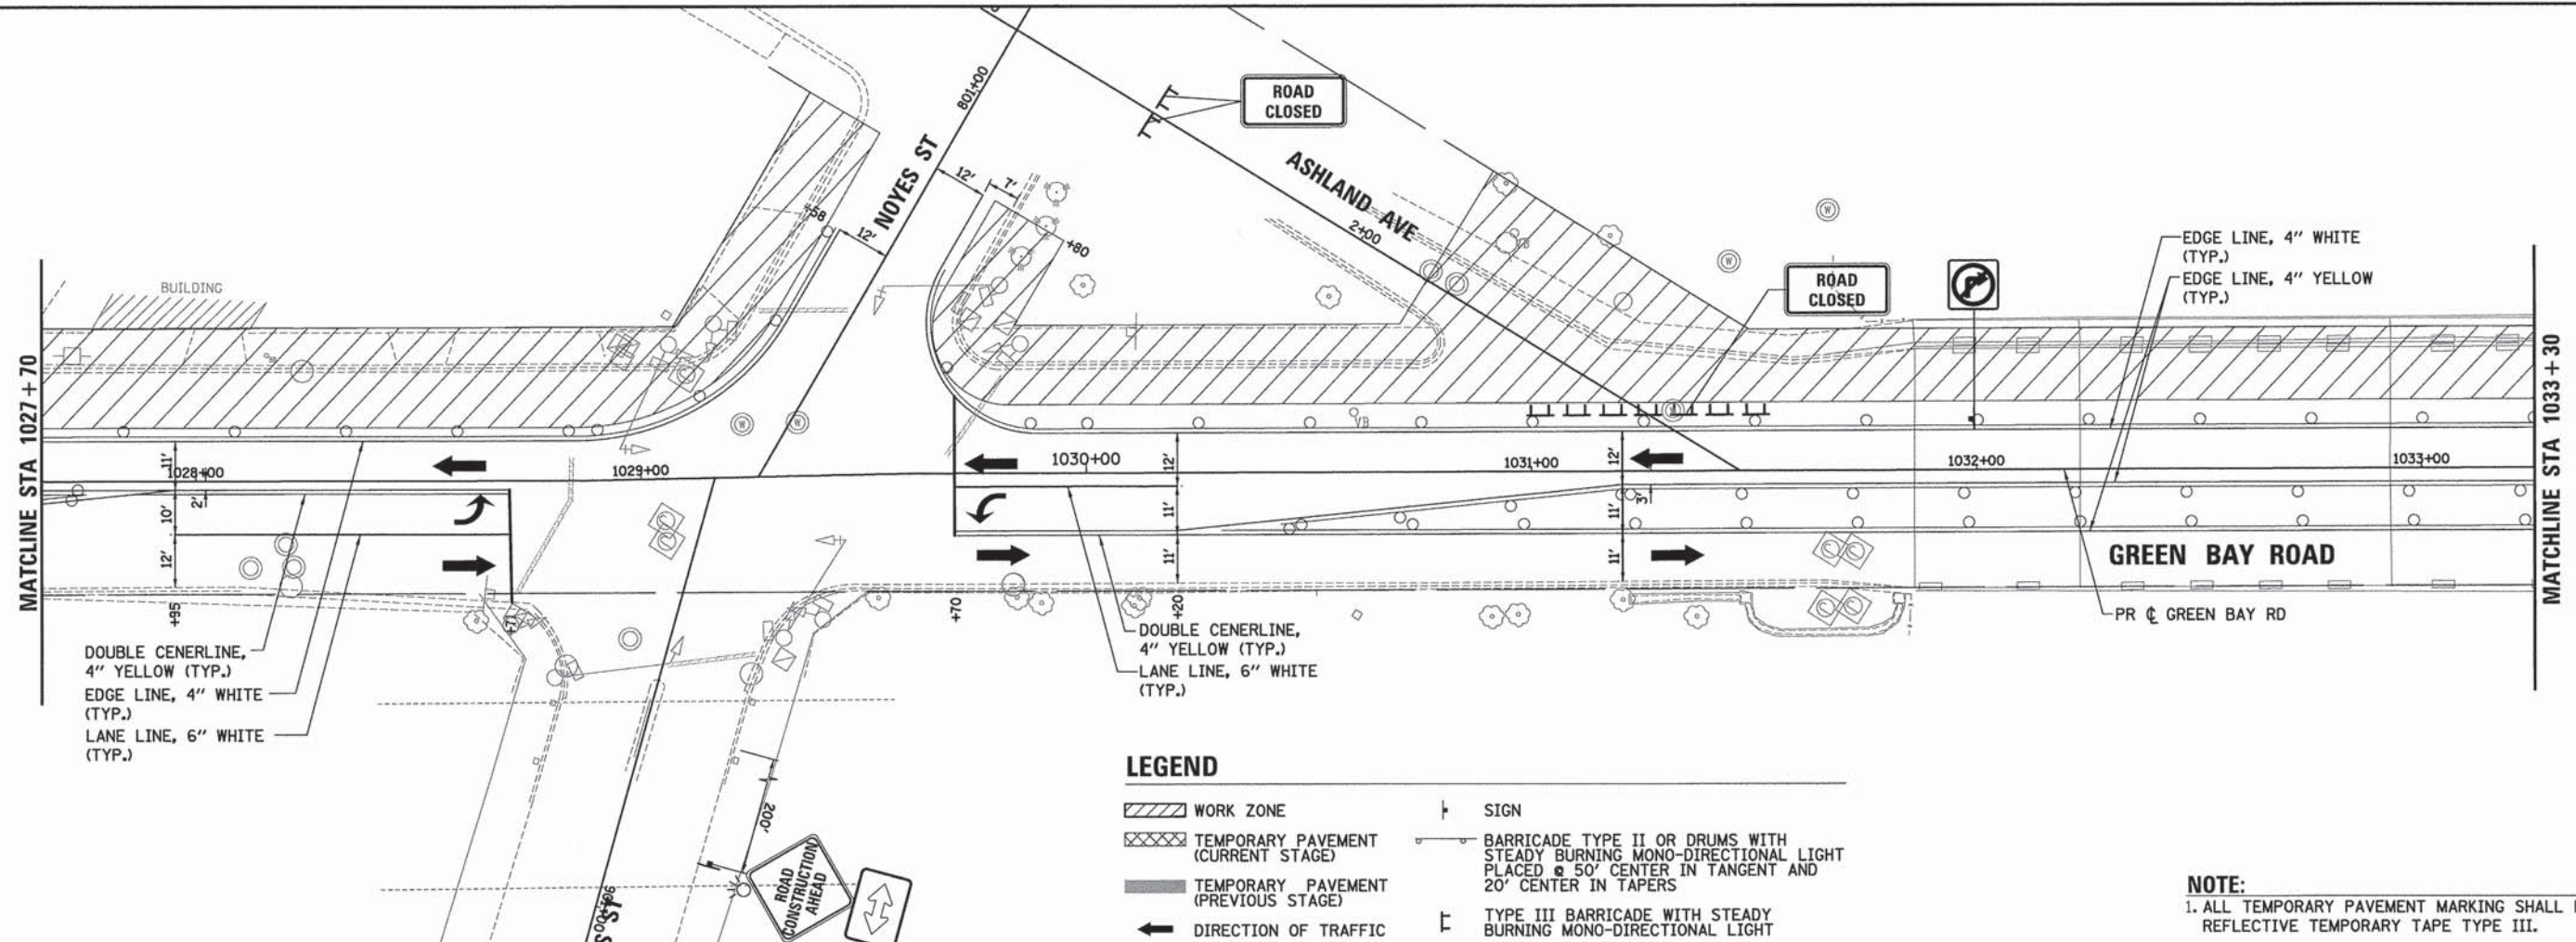 801+00
ROAD
CLOSED
NOYES ST
ASHLAND AVE
2+00
12'
7'
+58
12'
+80
EDGE LINE, 4" WHITE
(TYP.)
EDGE LINE, 4" YELLOW
(TYP.)
ROAD
CLOSED
BUILDING
MATCLINE STA 1027+70
MATCHLINE STA 1033+30
VB
W
W
W
W
W
11'
1028+00
2'
10'
12'
+95
1029+00
+71
1030+00
12'
11'
11'
+70
+20
1031+00
12'
3'
11'
11'
1032+00
1033+00
GREEN BAY ROAD
PR ℄ GREEN BAY RD
DOUBLE CENERLINE,
4" YELLOW (TYP.)
EDGE LINE, 4" WHITE
(TYP.)
LANE LINE, 6" WHITE
(TYP.)
DOUBLE CENERLINE,
4" YELLOW (TYP.)
LANE LINE, 6" WHITE
(TYP.)
200'
ROAD
CONSTRUCTION
AHEAD
LEGEND
WORK ZONE
TEMPORARY PAVEMENT
(CURRENT STAGE)
TEMPORARY PAVEMENT
(PREVIOUS STAGE)
DIRECTION OF TRAFFIC
SIGN
BARRICADE TYPE II OR DRUMS WITH
STEADY BURNING MONO-DIRECTIONAL LIGHT
PLACED @ 50' CENTER IN TANGENT AND
20' CENTER IN TAPERS
TYPE III BARRICADE WITH STEADY
BURNING MONO-DIRECTIONAL LIGHT
NOTE:
1. ALL TEMPORARY PAVEMENT MARKING SHALL
REFLECTIVE TEMPORARY TAPE TYPE III.